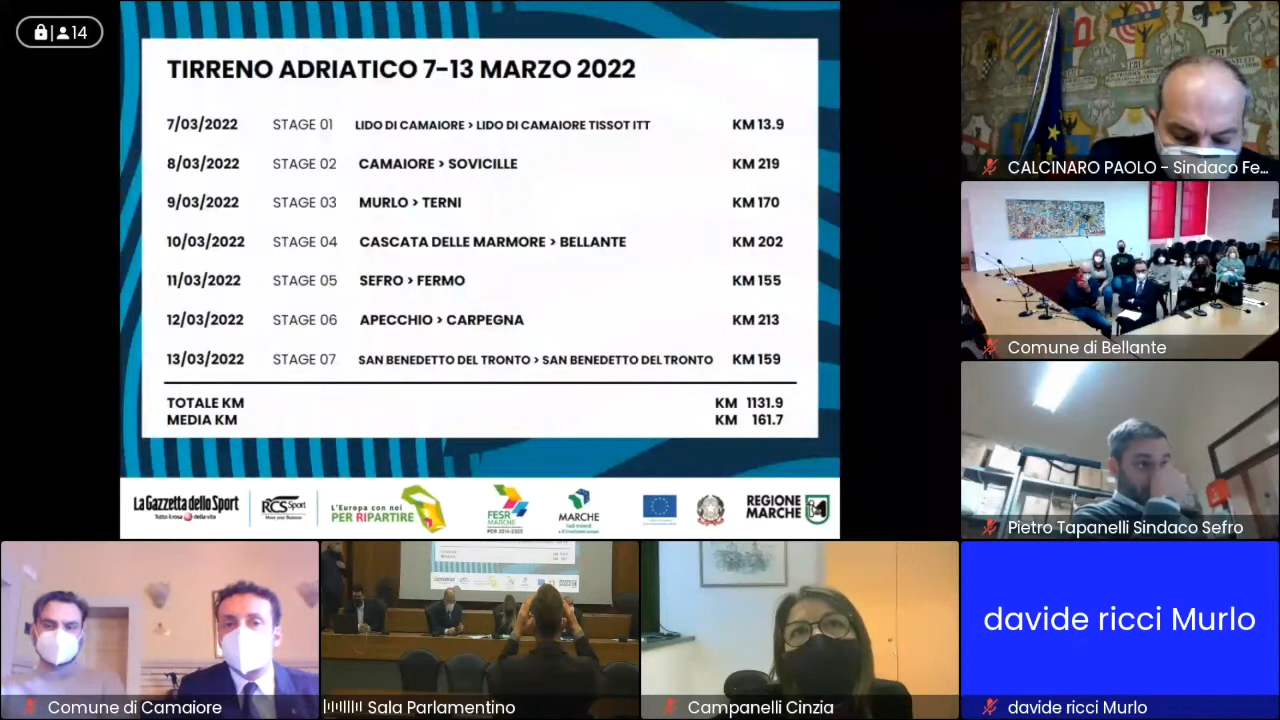 14
TIRRENO ADRIATICO 7-13 MARZO 2022
7/03/2022 STAGE 01 LIDO DI CAMAIORE > LIDO DI CAMAIORE TISSOT ITT KM 13.9
8/03/2022 STAGE 02 CAMAIORE > SOVICILLE KM 219
9/03/2022 STAGE 03 MURLO > TERNI KM 170
10/03/2022 STAGE 04 CASCATA DELLE MARMORE > BELLANTE KM 202
11/03/2022 STAGE 05 SEFRO > FERMO KM 155
12/03/2022 STAGE 06 APECCHIO > CARPEGNA KM 213
13/03/2022 STAGE 07 SAN BENEDETTO DEL TRONTO > SAN BENEDETTO DEL TRONTO KM 159
TOTALE KM KM 1131.9
MEDIA KM KM 161.7
La Gazzetta dello Sport
Tutto il rosa della vita
RCS Sport
L'Europa con noi
PER RIPARTIRE
FESR
MARCHE
MARCHE
REGIONE
MARCHE
CALCINARO PAOLO - Sindaco Fe...
Comune di Bellante
Pietro Tapanelli Sindaco Sefro
Comune di Camaiore
Sala Parlamentino
Campanelli Cinzia
davide ricci Murlo
davide ricci Murlo